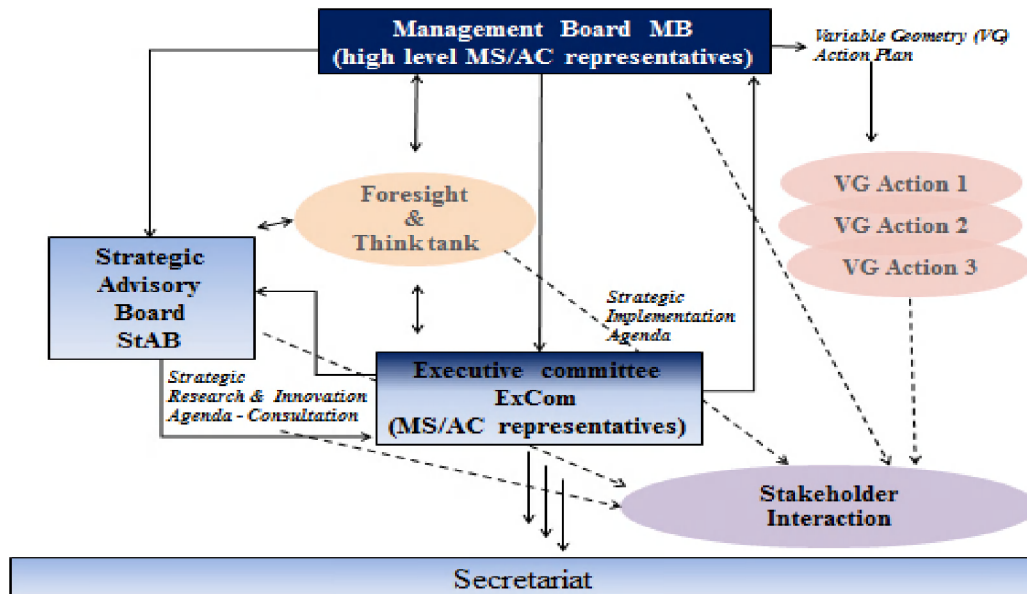 Management Board MB
(high level MS/AC representatives)
Variable Geometry (VG)
Action Plan
Foresight
&
Think tank
VG Action 1
VG Action 2
VG Action 3
Strategic
Advisory
Board
StAB
Strategic
Implementation
Agenda
Executive committee
ExCom
(MS/AC representatives)
Strategic
Research & Innovation
Agenda - Consultation
Stakeholder
Interaction
Secretariat